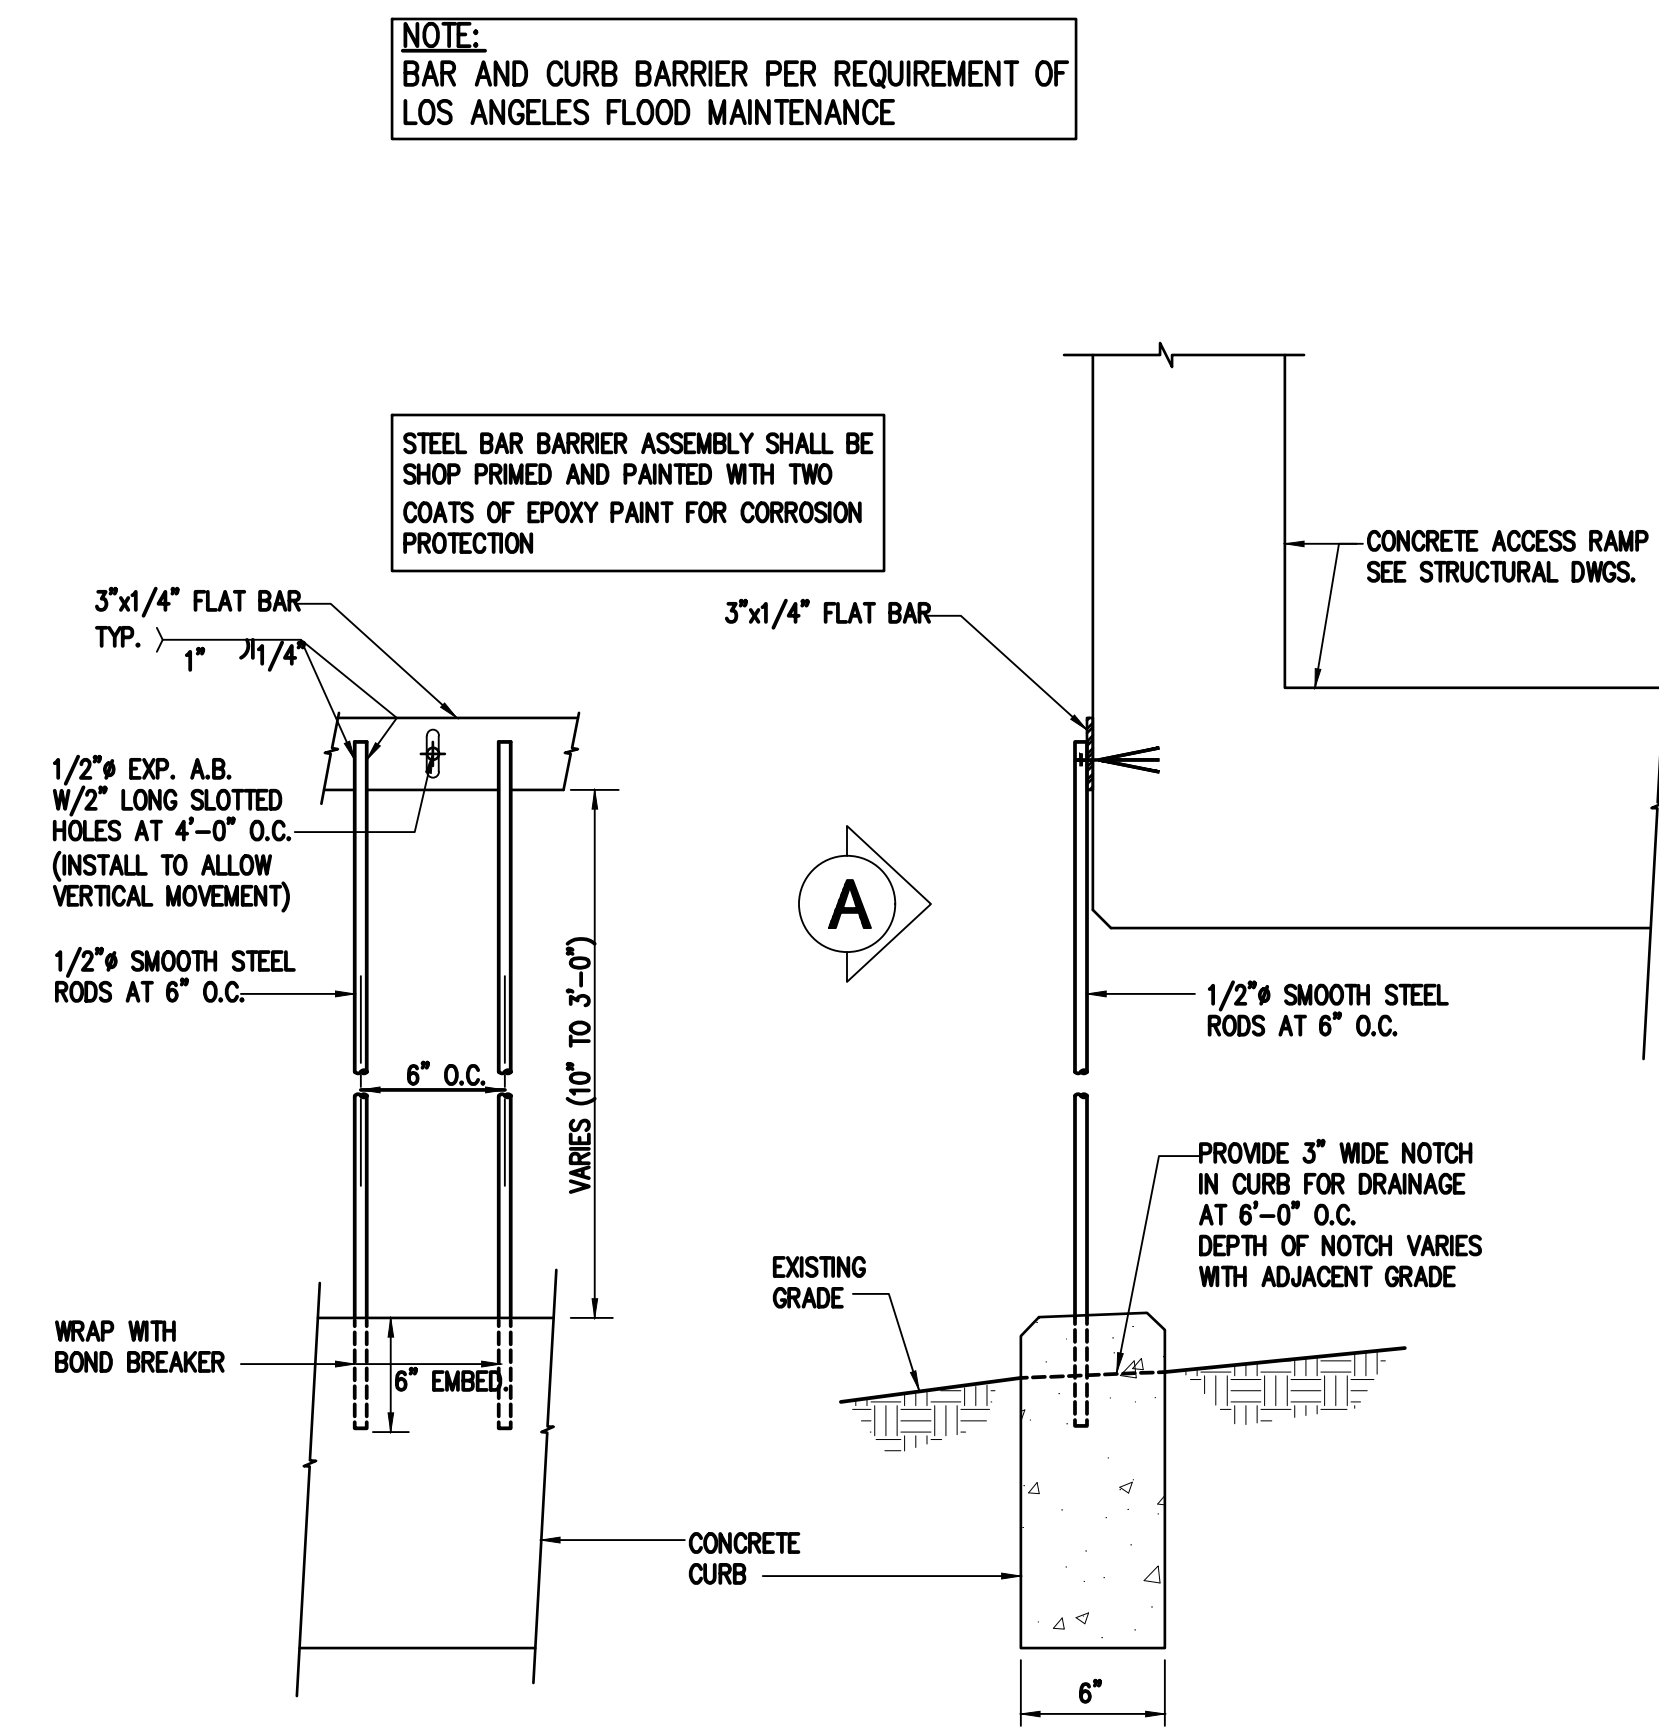 NOTE:
BAR AND CURB BARRIER PER REQUIREMENT OF
LOS ANGELES FLOOD MAINTENANCE
STEEL BAR BARRIER ASSEMBLY SHALL BE
SHOP PRIMED AND PAINTED WITH TWO
COATS OF EPOXY PAINT FOR CORROSION
PROTECTION
CONCRETE ACCESS RAMP
SEE STRUCTURAL DWGS.
3"x1/4" FLAT BAR
TYP.
1"
1/4"
3"x1/4" FLAT BAR
1/2"ø EXP. A.B.
W/2" LONG SLOTTED
HOLES AT 4'-0" O.C.
(INSTALL TO ALLOW
VERTICAL MOVEMENT)
A
1/2"ø SMOOTH STEEL
RODS AT 6" O.C.
6" O.C.
VARIES (10" TO 3'-0")
1/2"ø SMOOTH STEEL
RODS AT 6" O.C.
PROVIDE 3" WIDE NOTCH
IN CURB FOR DRAINAGE
AT 6'-0" O.C.
DEPTH OF NOTCH VARIES
WITH ADJACENT GRADE
EXISTING
GRADE
WRAP WITH
BOND BREAKER
6" EMBED.
CONCRETE
CURB
6"